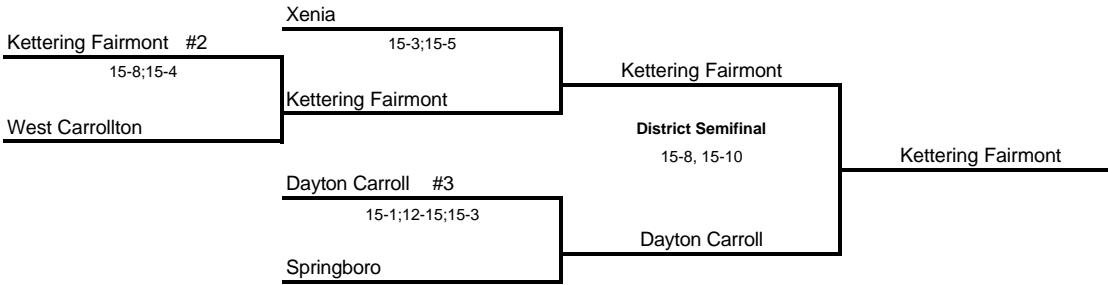 Xenia
Kettering Fairmont #2
15-3;15-5
15-8;15-4
Kettering Fairmont
Kettering Fairmont
West Carrollton
District Semifinal
15-8, 15-10
Kettering Fairmont
Dayton Carroll #3
15-1;12-15;15-3
Dayton Carroll
Springboro